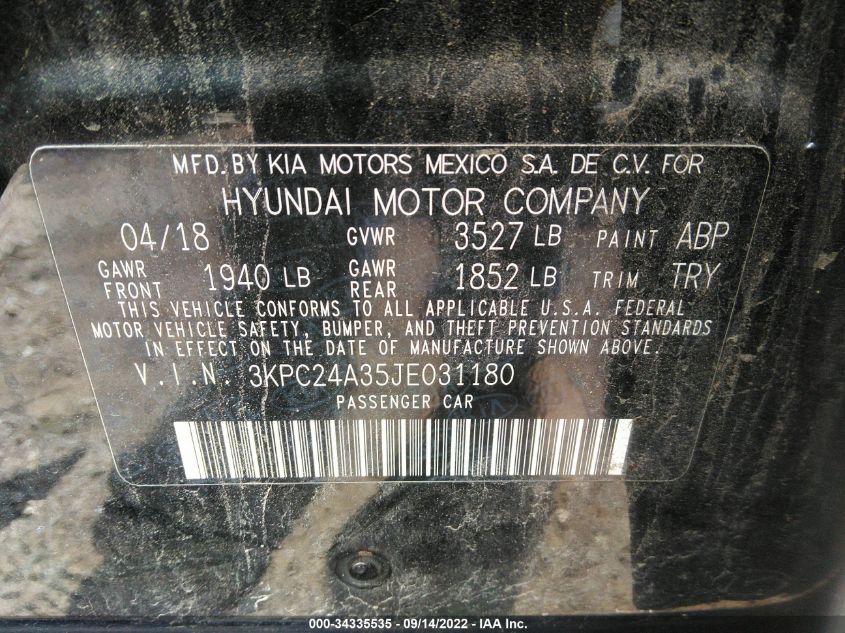 MFD. BY KIA MOTORS MEXICO S.A. DE C.V. FOR
HYUNDAI MOTOR COMPANY
04/18 GVWR 3527 LB PAINT ABP
GAWR FRONT 1940 LB GAWR REAR 1852 LB TRIM TRY
THIS VEHICLE CONFORMS TO ALL APPLICABLE U.S.A. FEDERAL
MOTOR VEHICLE SAFETY, BUMPER, AND THEFT PREVENTION STANDARDS
IN EFFECT ON THE DATE OF MANUFACTURE SHOWN ABOVE.
V.I.N. 3KPC24A35JE031180
PASSENGER CAR
000-34335535 - 09/14/2022 - IAA Inc.